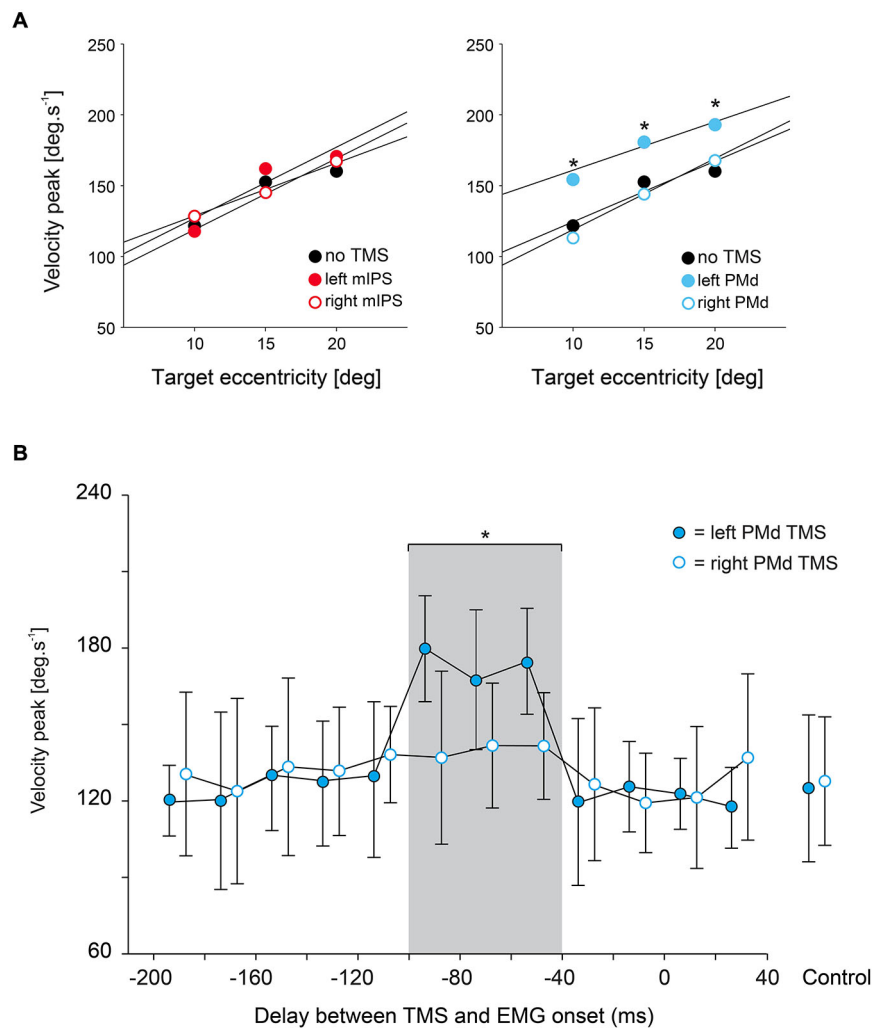 A
Velocity peak [deg.s⁻¹]
250
200
150
100
50
no TMS
left mIPS
right mIPS
10 15 20
Target eccentricity [deg]
250
200
150
100
50
* * *
no TMS
left PMd
right PMd
10 15 20
Target eccentricity [deg]
B
Velocity peak [deg.s⁻¹]
240
180
120
60
*
= left PMd TMS
= right PMd TMS
-200 -160 -120 -80 -40 0 40 Control
Delay between TMS and EMG onset (ms)